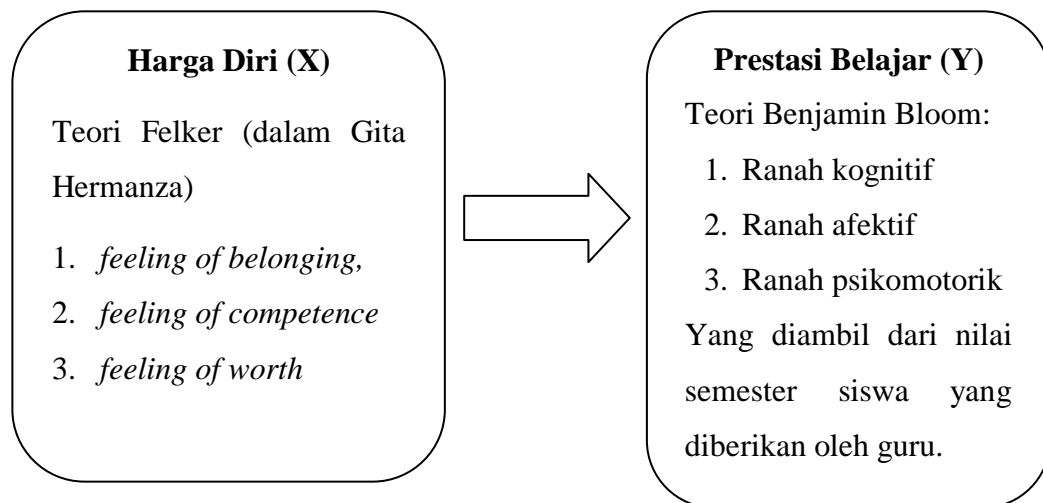 Harga Diri (X)
Teori Felker (dalam Gita
Hermanza)
1. feeling of belonging,
2. feeling of competence
3. feeling of worth
Prestasi Belajar (Y)
Teori Benjamin Bloom:
1. Ranah kognitif
2. Ranah afektif
3. Ranah psikomotorik
Yang diambil dari nilai
semester siswa yang
diberikan oleh guru.